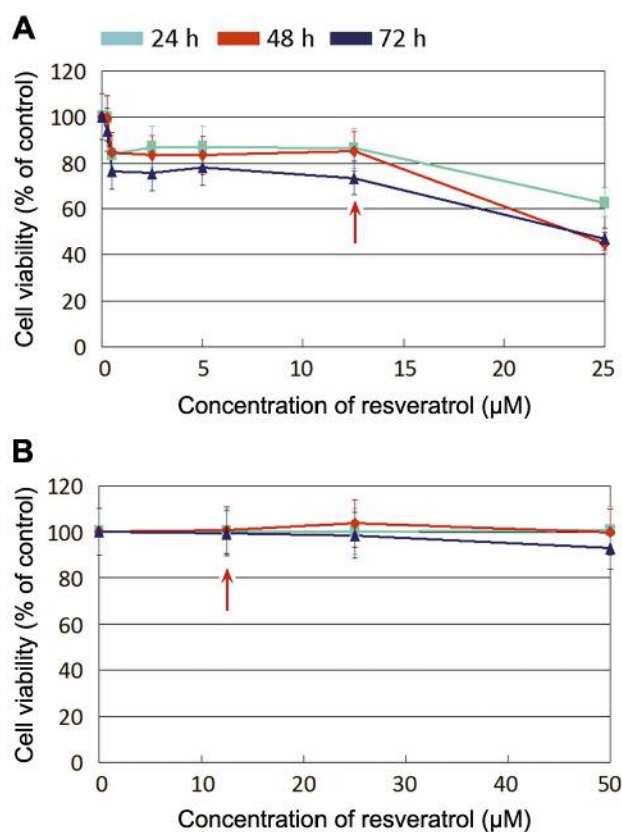 A
24 h 48 h 72 h
120
100
80
60
40
20
0
Cell viability (% of control)
0 5 10 15 20 25
Concentration of resveratrol (µM)
B
120
100
80
60
40
20
0
Cell viability (% of control)
0 10 20 30 40 50
Concentration of resveratrol (µM)